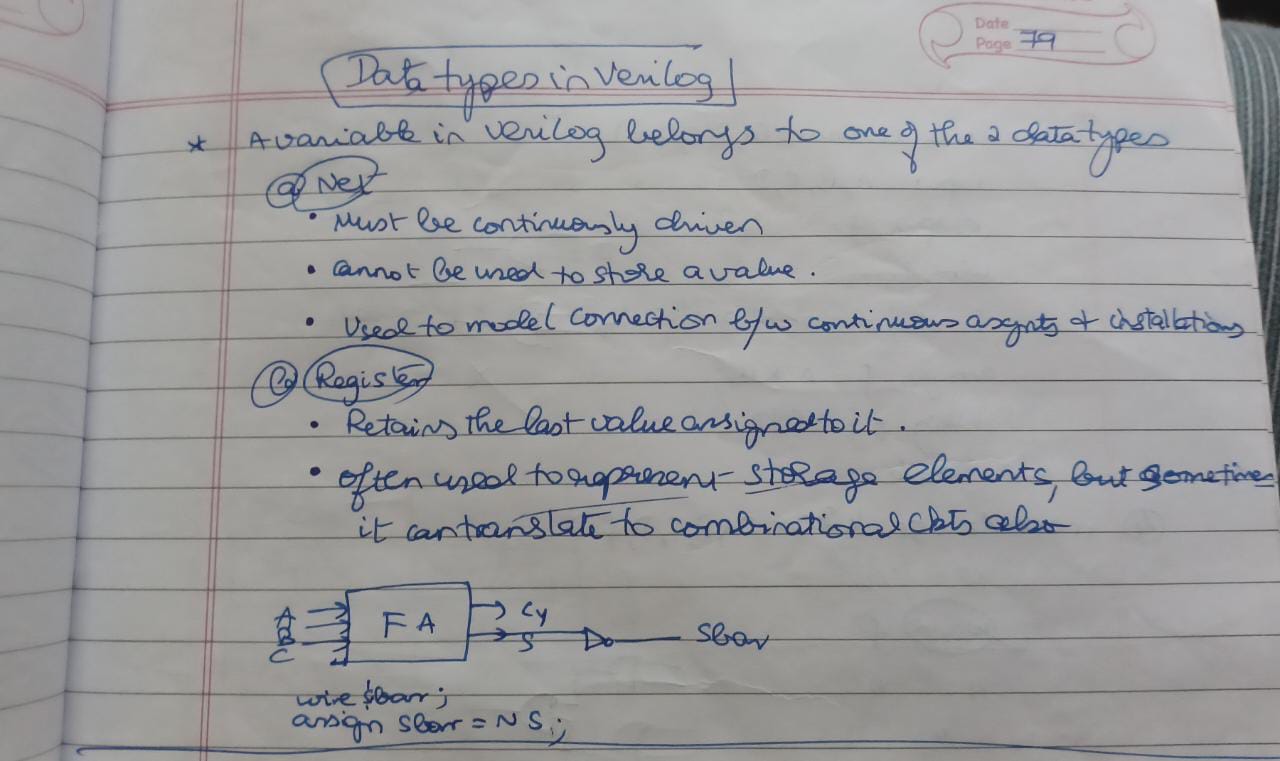 Date
Page 79
Data types in Verilog
* A variable in verilog belongs to one of the 2 data types
@ Net
• Must be continuously driven
• Cannot be used to store a value.
• Used to model connection b/w continuous asgnts & installations
Register
• Retains the last value assigned to it.
• Often used to represent storage elements, but sometimes
it can translate to combinational ckts also
A
B
C
FA
Cy
S
Sbar
wire sbar;
assign sbar = ~ S;